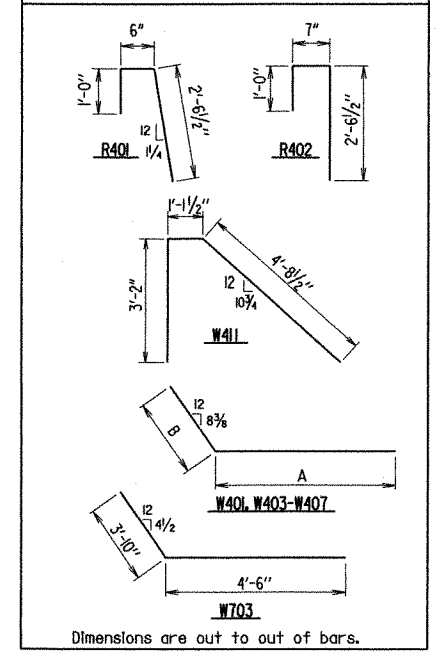 6"
7"
1'-0"
2'-6½"
12
1¼
R401
1'-0"
2'-6½"
R402
1'-1½"
3'-2"
4'-8½"
12
10¾
W411
B
12
8⅜
A
W401, W403-W407
3'-10"
12
4½
4'-6"
W703
Dimensions are out to out of bars.